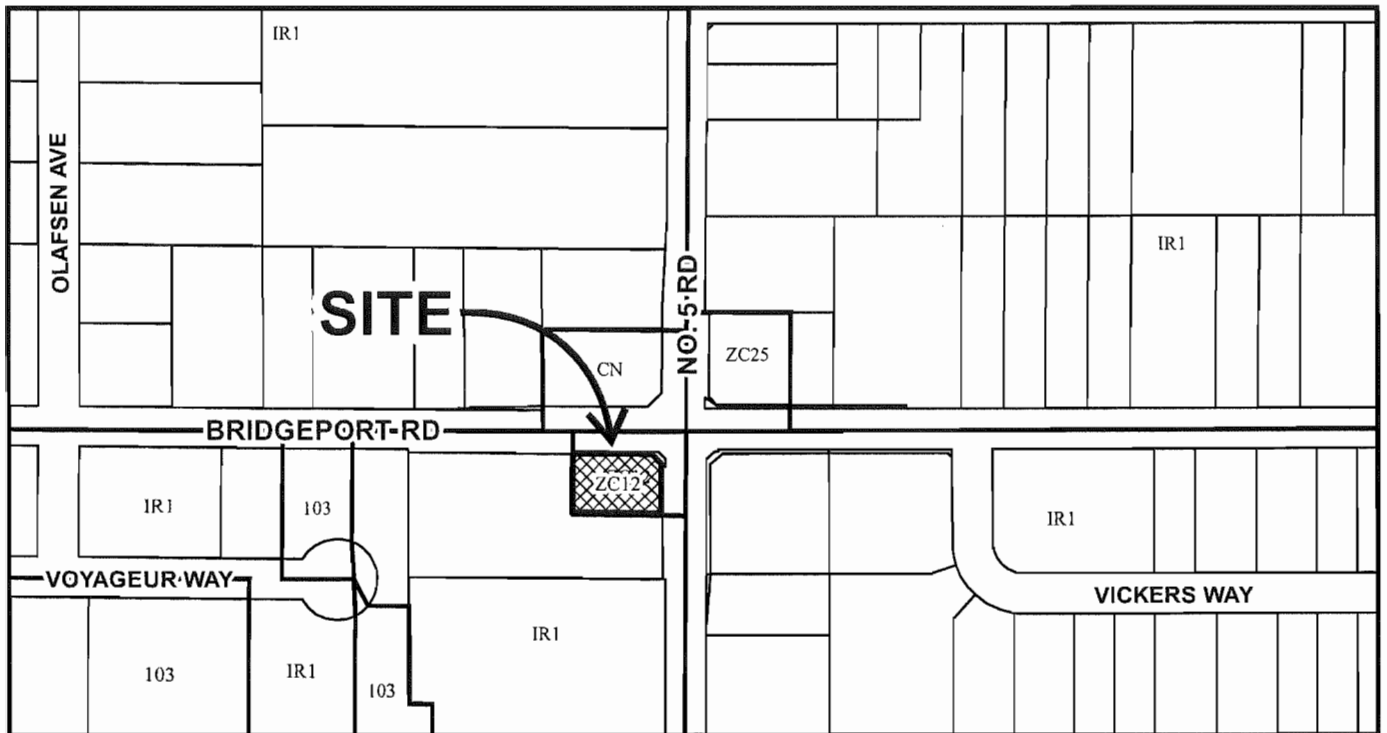 IR1
OLAFSEN AVE
SITE
NO. 5 RD
IR1
CN
ZC25
BRIDGEPORT RD
ZC12
IR1
103
IR1
VOYAGEUR WAY
VICKERS WAY
IR1
103
IR1
103